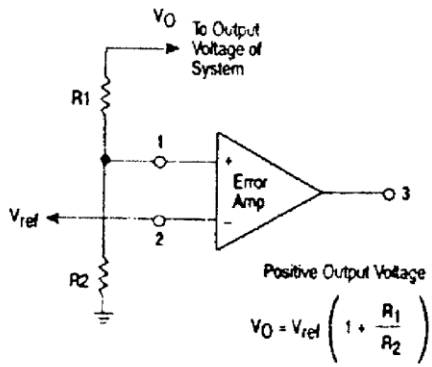 VO
To Output
Voltage of
System
R1
1
+
Error
Amp
3
Vref
–
2
R2
Positive Output Voltage
VO = Vref ( 1 + R1 / R2 )